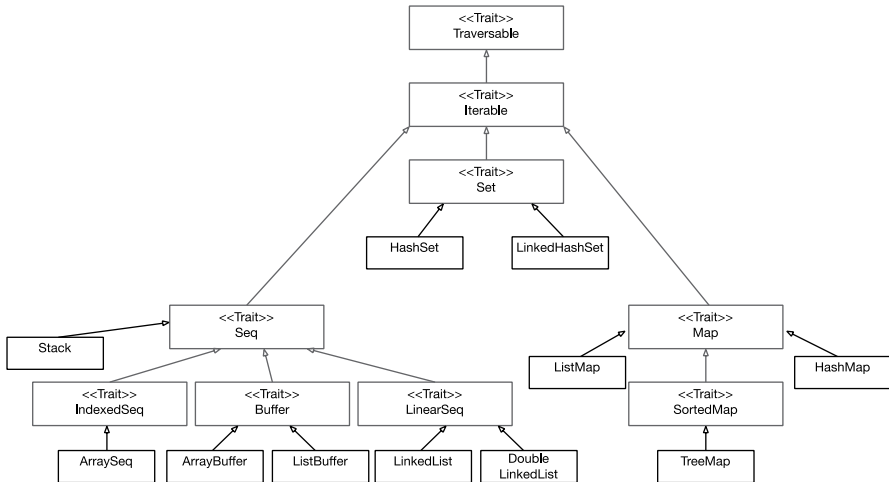 <<Trait>>
Traversable
<<Trait>>
Iterable
<<Trait>>
Set
HashSet
LinkedHashSet
<<Trait>>
Seq
<<Trait>>
Map
Stack
ListMap
HashMap
<<Trait>>
IndexedSeq
<<Trait>>
Buffer
<<Trait>>
LinearSeq
<<Trait>>
SortedMap
ArraySeq
ArrayBuffer
ListBuffer
LinkedList
Double
LinkedList
TreeMap